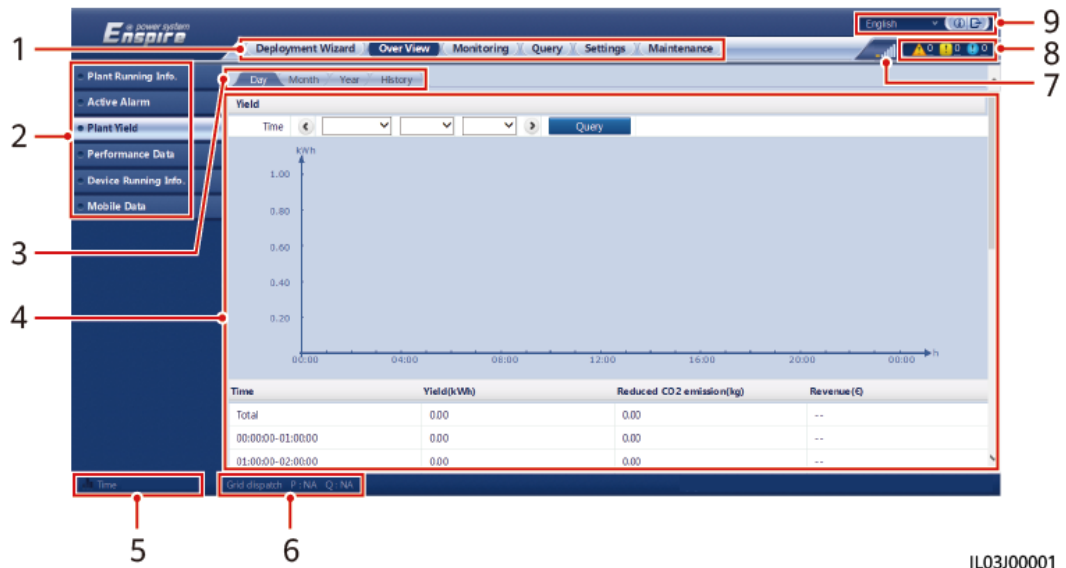 e power system
Enspire
English
9
1
Deployment Wizard Over View Monitoring Query Settings Maintenance
0 0 0
8
7
2
Plant Running Info.
Active Alarm
Plant Yield
Performance Data
Device Running Info.
Mobile Data
3
Day Month Year History
4
Yield
Time Query
kWh
1.00
0.80
0.60
0.40
0.20
00:00 04:00 08:00 12:00 16:00 20:00 00:00 h
Time Yield(kWh) Reduced CO2 emission(kg) Revenue(€)
Total 0.00 0.00 --
00:00:00-01:00:00 0.00 0.00 --
01:00:00-02:00:00 0.00 0.00 --
Time Grid dispatch P : NA Q : NA
5 6
IL03J00001